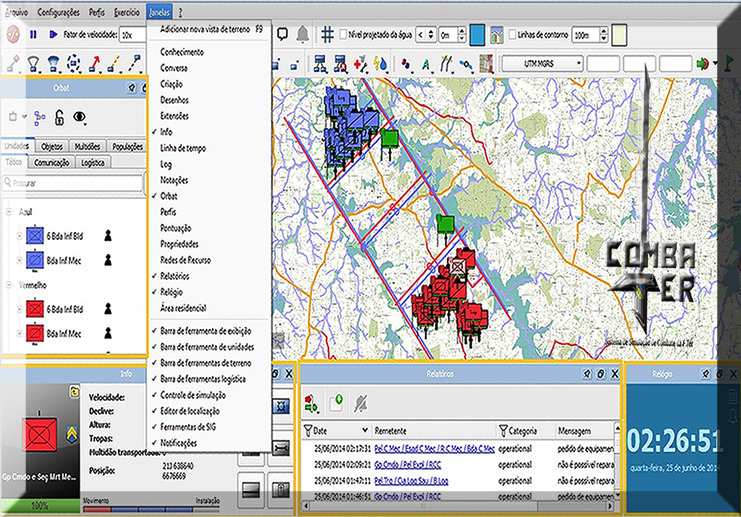 Arquivo Configurações Perfis Exercício Janelas ?
Fator de velocidade: 10x
Nível projetado da água < > 0m
Linhas de contorno 100m
UTM MGRS
Adicionar nova vista de terreno F9
Conhecimento
Conversa
Criação
Desenhos
Extensões
✓ Info
Linha de tempo
Log
Notações
✓ Orbat
Perfis
Pontuação
Propriedades
Redes de Recurso
✓ Relatórios
✓ Relógio
Área residencial
✓ Barra de ferramenta de exibição
✓ Barra de ferramenta de unidades
✓ Barra de ferramentas de terreno
✓ Barra de ferramentas logística
✓ Controle de simulação
✓ Editor de localização
✓ Ferramentas de SIG
✓ Notificações
Orbat
Unidades Objetos Multidões Populações
Tático Comunicação Logística
Procurar
Azul
6 Bda Inf Bld
Bda Inf Mec
Vermelho
6 Bda Inf Bld
Bda Inf Mec
COMBATER
Sistema de Simulação de Combate da F Ter
Info
Gp Cmdo e Seç Mrt Me...
100%
Velocidade:
Declive:
Altura:
Tropas:
Multidão transportada: 0
Posição: 213 638640
6676669
Movimento Instalação
Relatórios
Date Remetente Categoria Mensagem
25/06/2014 02:17:31 Pel C Mec / Esqd C Mec / R C Mec / Bda C Mec operational pedido de equipamen
25/06/2014 02:09:21 Gp Cmdo / Pel Expl / RCC operational não é possível repara
25/06/2014 01:47:11 Pel Trp / Cia Log Sau / B Log operational pedido de equipamen
25/06/2014 01:46:51 Gp Cmdo / Pel Expl / RCC operational não é possível repara
Relógio
02:26:51
quarta-feira, 25 de junho de 2014